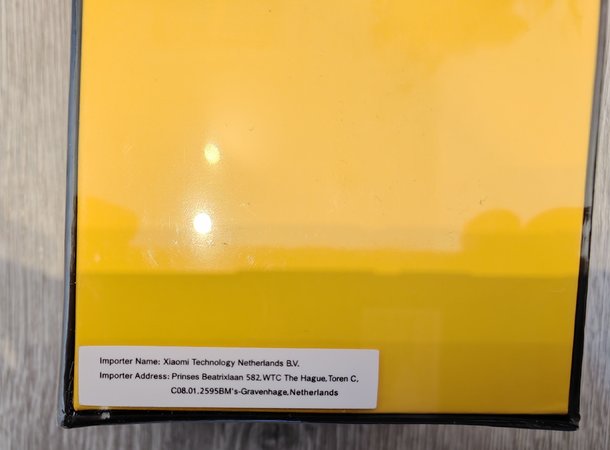 Importer Name: Xiaomi Technology Netherlands B.V.
Importer Address: Prinses Beatrixlaan 582,WTC The Hague,Toren C,
C08.01,2595BM's-Gravenhage,Netherlands